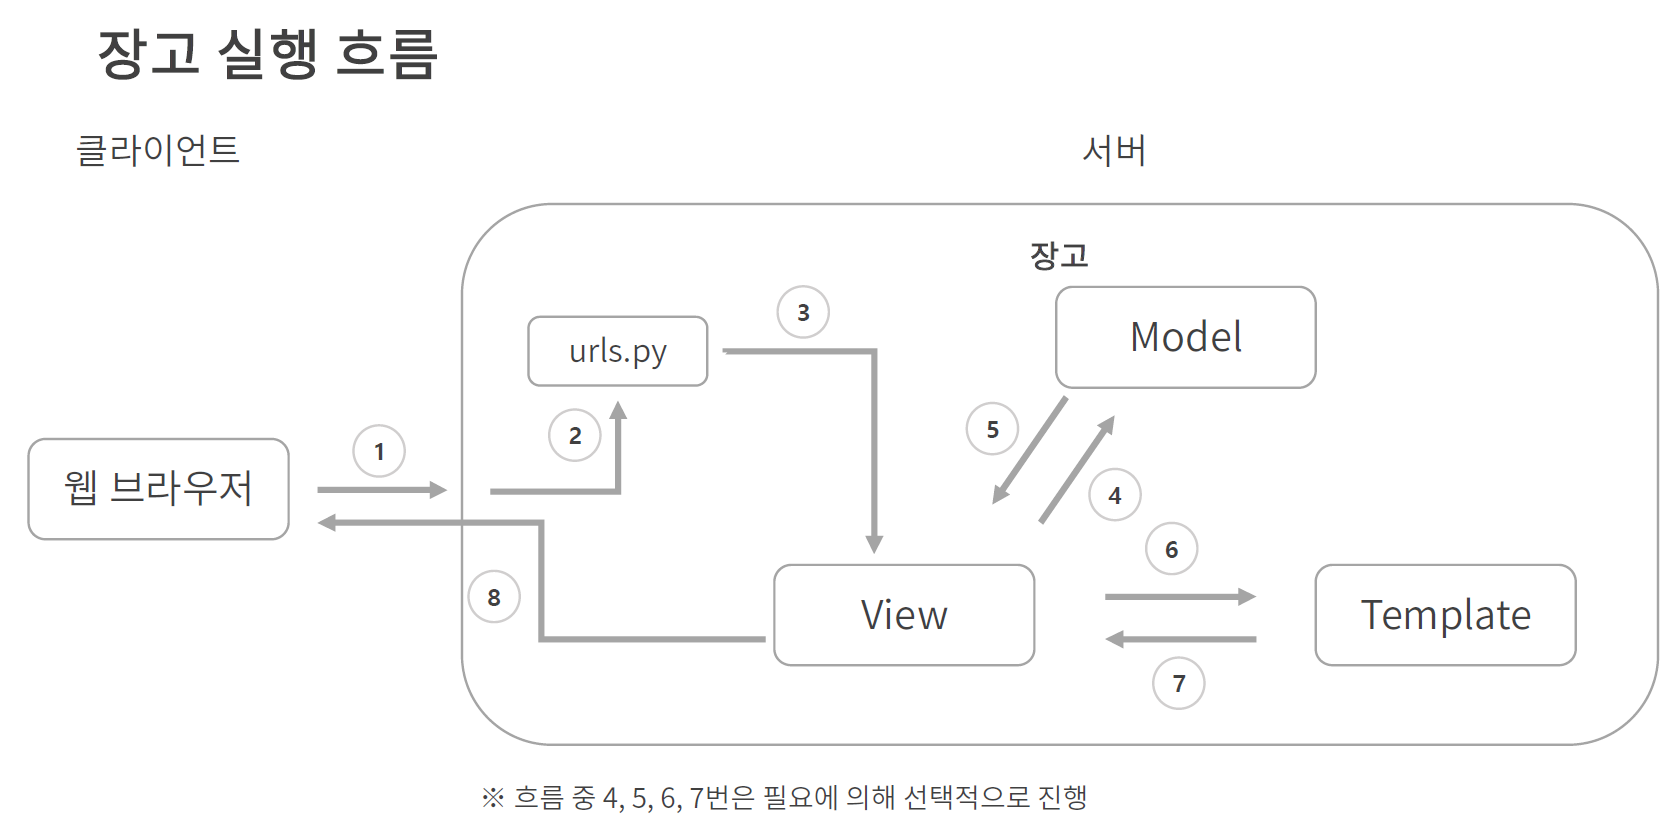 장고 실행 흐름
클라이언트
서버
장고
3
Model
urls.py
5
2
1
4
웹 브라우저
6
8
View
Template
7
※ 흐름 중 4, 5, 6, 7번은 필요에 의해 선택적으로 진행